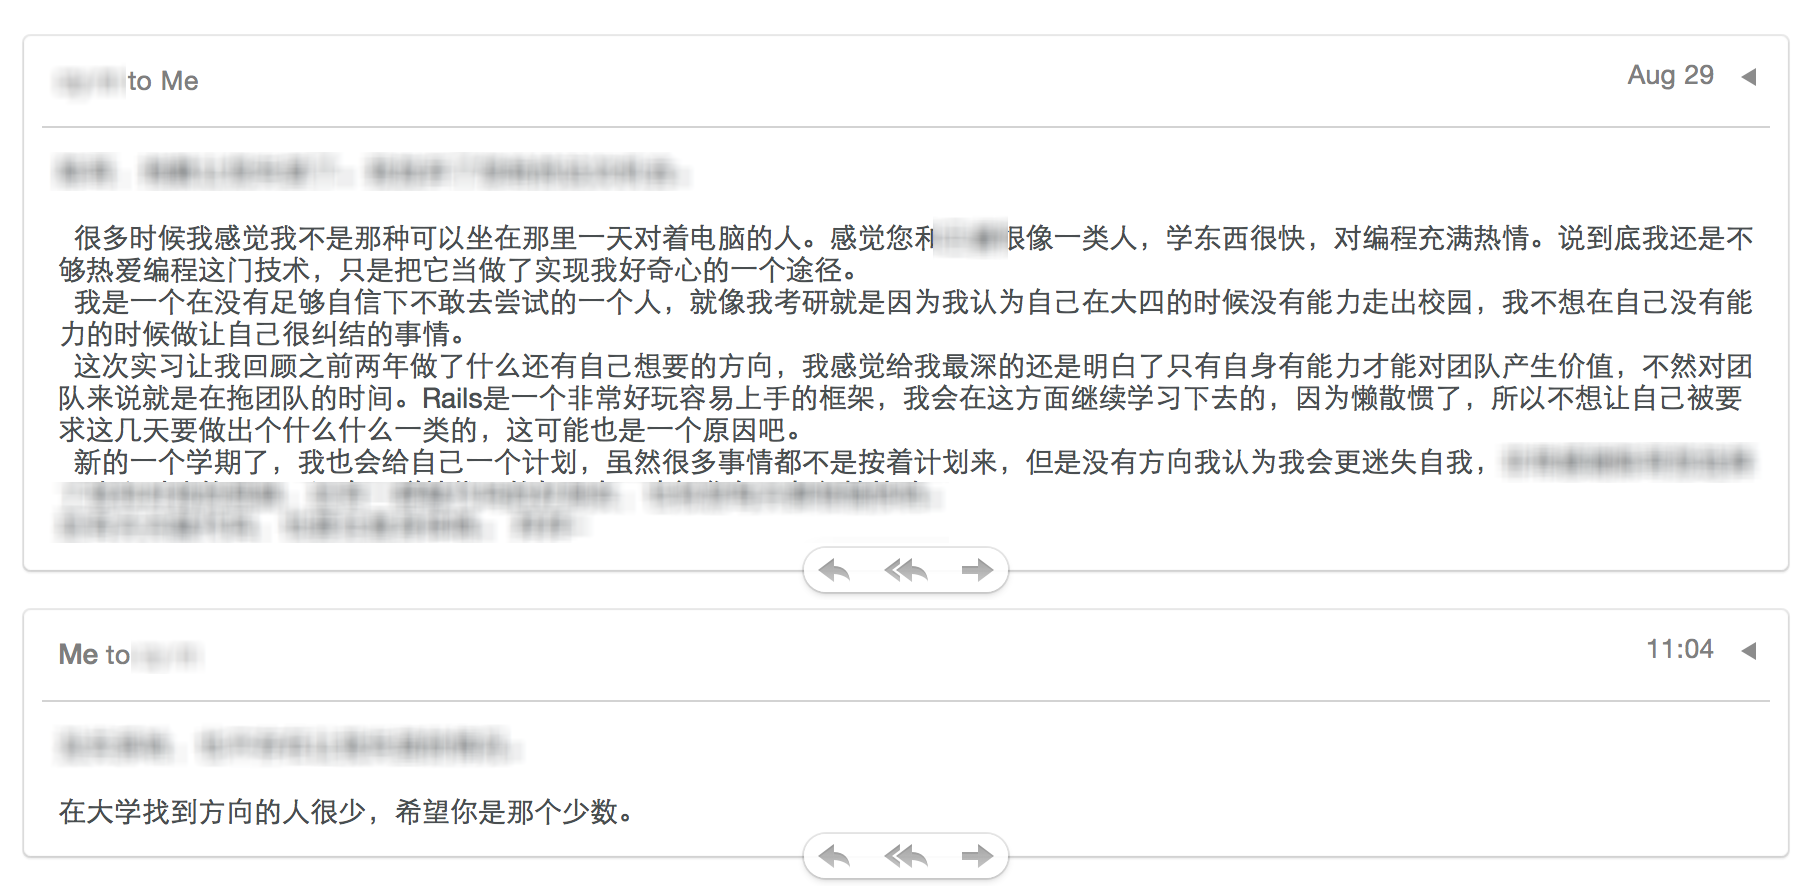 to Me
Aug 29
很多时候我感觉我不是那种可以坐在那里一天对着电脑的人。感觉您和很像一类人，学东西很快，对编程充满热情。说到底我还是不
够热爱编程这门技术，只是把它当做了实现我好奇心的一个途径。
我是一个在没有足够自信下不敢去尝试的一个人，就像我考研就是因为我认为自己在大四的时候没有能力走出校园，我不想在自己没有能
力的时候做让自己很纠结的事情。
这次实习让我回顾之前两年做了什么还有自己想要的方向，我感觉给我最深的还是明白了只有自身有能力才能对团队产生价值，不然对团
队来说就是在拖团队的时间。Rails是一个非常好玩容易上手的框架，我会在这方面继续学习下去的，因为懒散惯了，所以不想让自己被要
求这几天要做出个什么什么一类的，这可能也是一个原因吧。
新的一个学期了，我也会给自己一个计划，虽然很多事情都不是按着计划来，但是没有方向我认为我会更迷失自我，
Me to
11:04
在大学找到方向的人很少，希望你是那个少数。